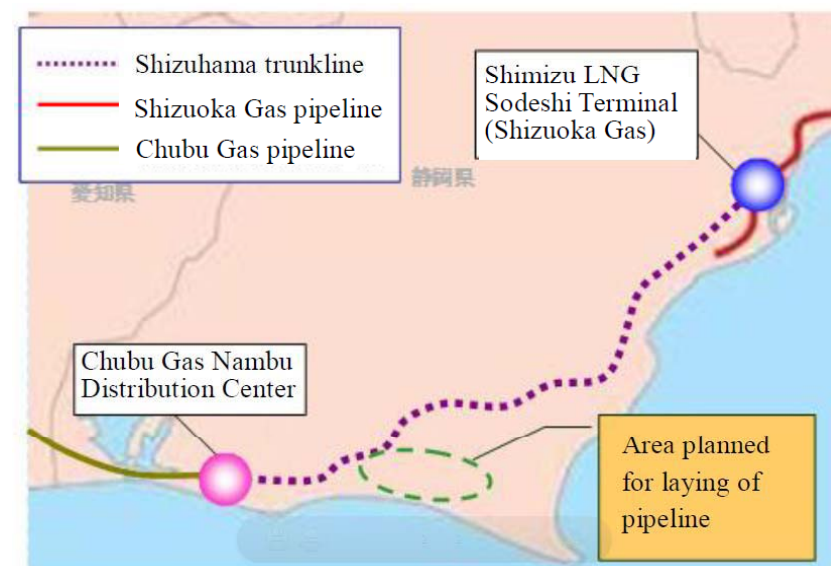 Shizuhama trunkline
Shizuoka Gas pipeline
Chubu Gas pipeline
Shimizu LNG
Sodeshi Terminal
(Shizuoka Gas)
愛知県
静岡県
Chubu Gas Nambu
Distribution Center
Area planned
for laying of
pipeline